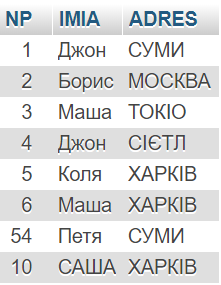 NP IMIA ADRES
1 Джон СУМИ
2 Борис МОСКВА
3 Маша ТОКІО
4 Джон СІЄТЛ
5 Коля ХАРКІВ
6 Маша ХАРКІВ
54 Петя СУМИ
10 САША ХАРКІВ